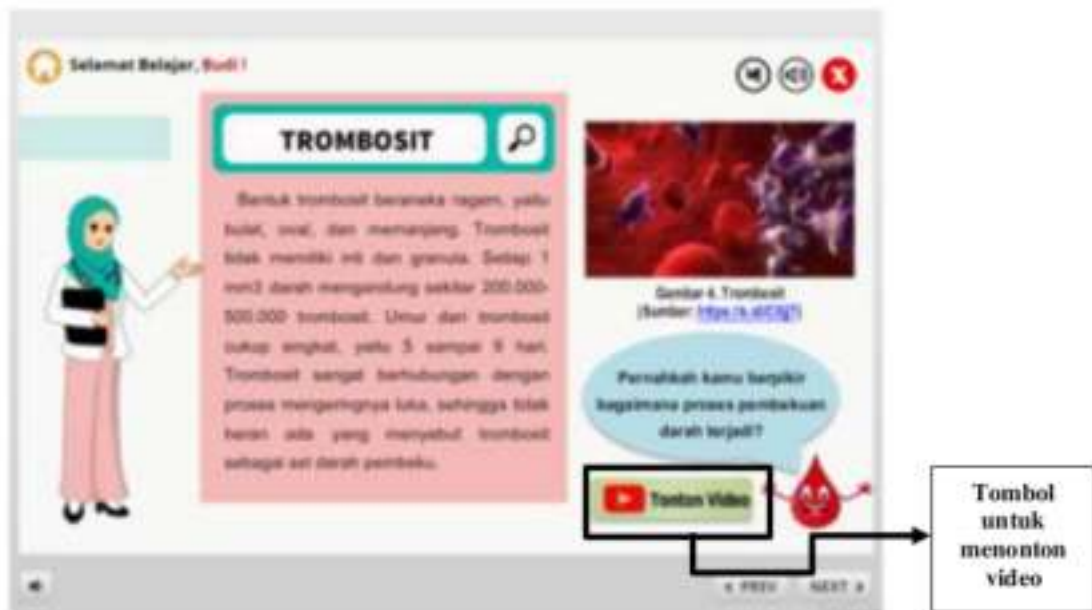 Selamat Belajar, Budi !
TROMBOSIT
Bentuk trombosit beraneka ragam, yaitu
bulat, oval, dan memanjang. Trombosit
tidak memiliki inti dan granula. Setiap 1
mm3 darah mengandung sekitar 200.000-
500.000 trombosit. Umur dari trombosit
cukup singkat, yaitu 5 sampai 9 hari.
Trombosit sangat berhubungan dengan
proses mengeringnya luka, sehingga tidak
heran ada yang menyebut trombosit
sebagai sel darah pembeku.
Gambar 4. Trombosit
(Sumber:
Pernahkah kamu berpikir
bagaimana proses pembekuan
darah terjadi?
Tonton Video
Tombol
untuk
menonton
video
PREV NEXT